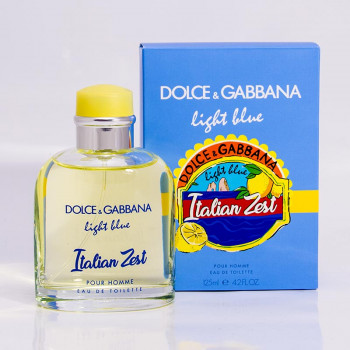 DOLCE & GABBANA
light blue
Italian Zest
POUR HOMME
EAU DE TOILETTE
DOLCE & GABBANA
light blue
DOLCE & GABBANA
light blue
Italian Zest
POUR HOMME
EAU DE TOILETTE
125ml ℮ 4.2FL.OZ.